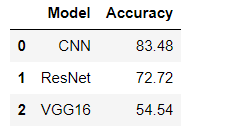 Model Accuracy
0 CNN 83.48
1 ResNet 72.72
2 VGG16 54.54